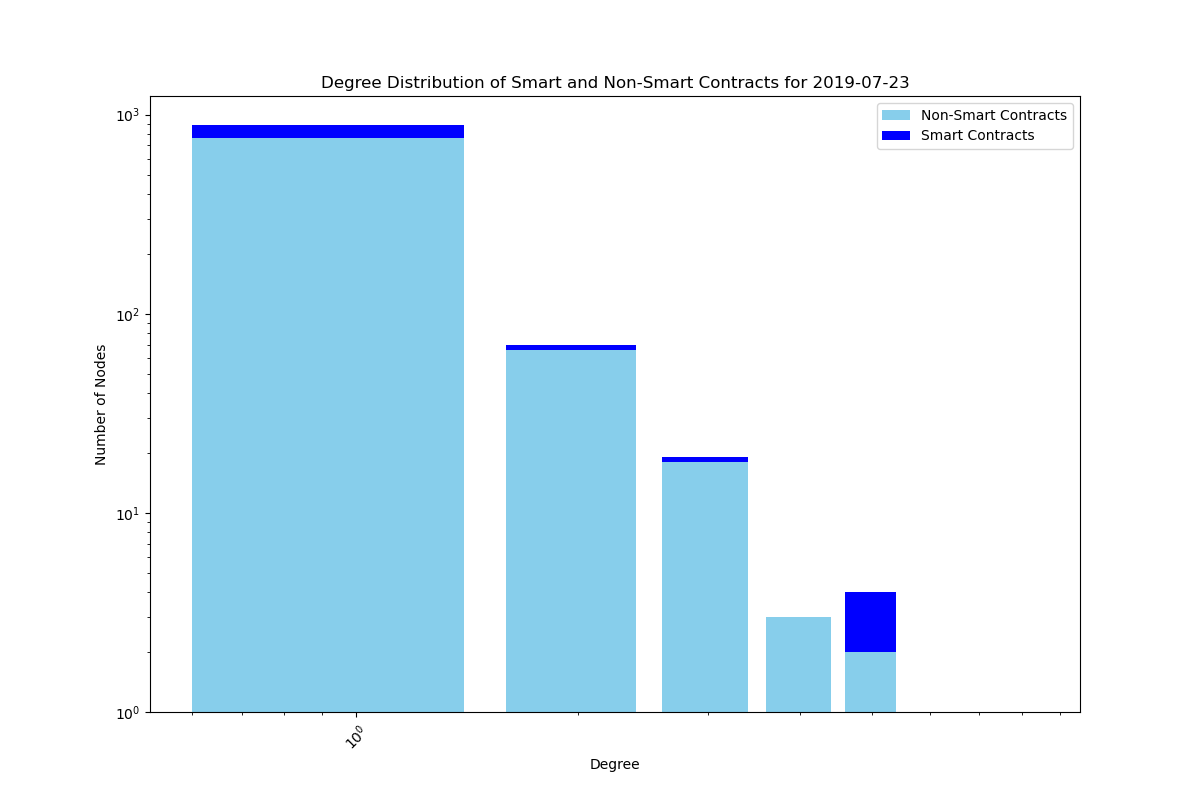 Degree Distribution of Smart and Non-Smart Contracts for 2019-07-23
Non-Smart Contracts
Smart Contracts
Number of Nodes
10³
10²
10¹
10⁰
10⁰
Degree